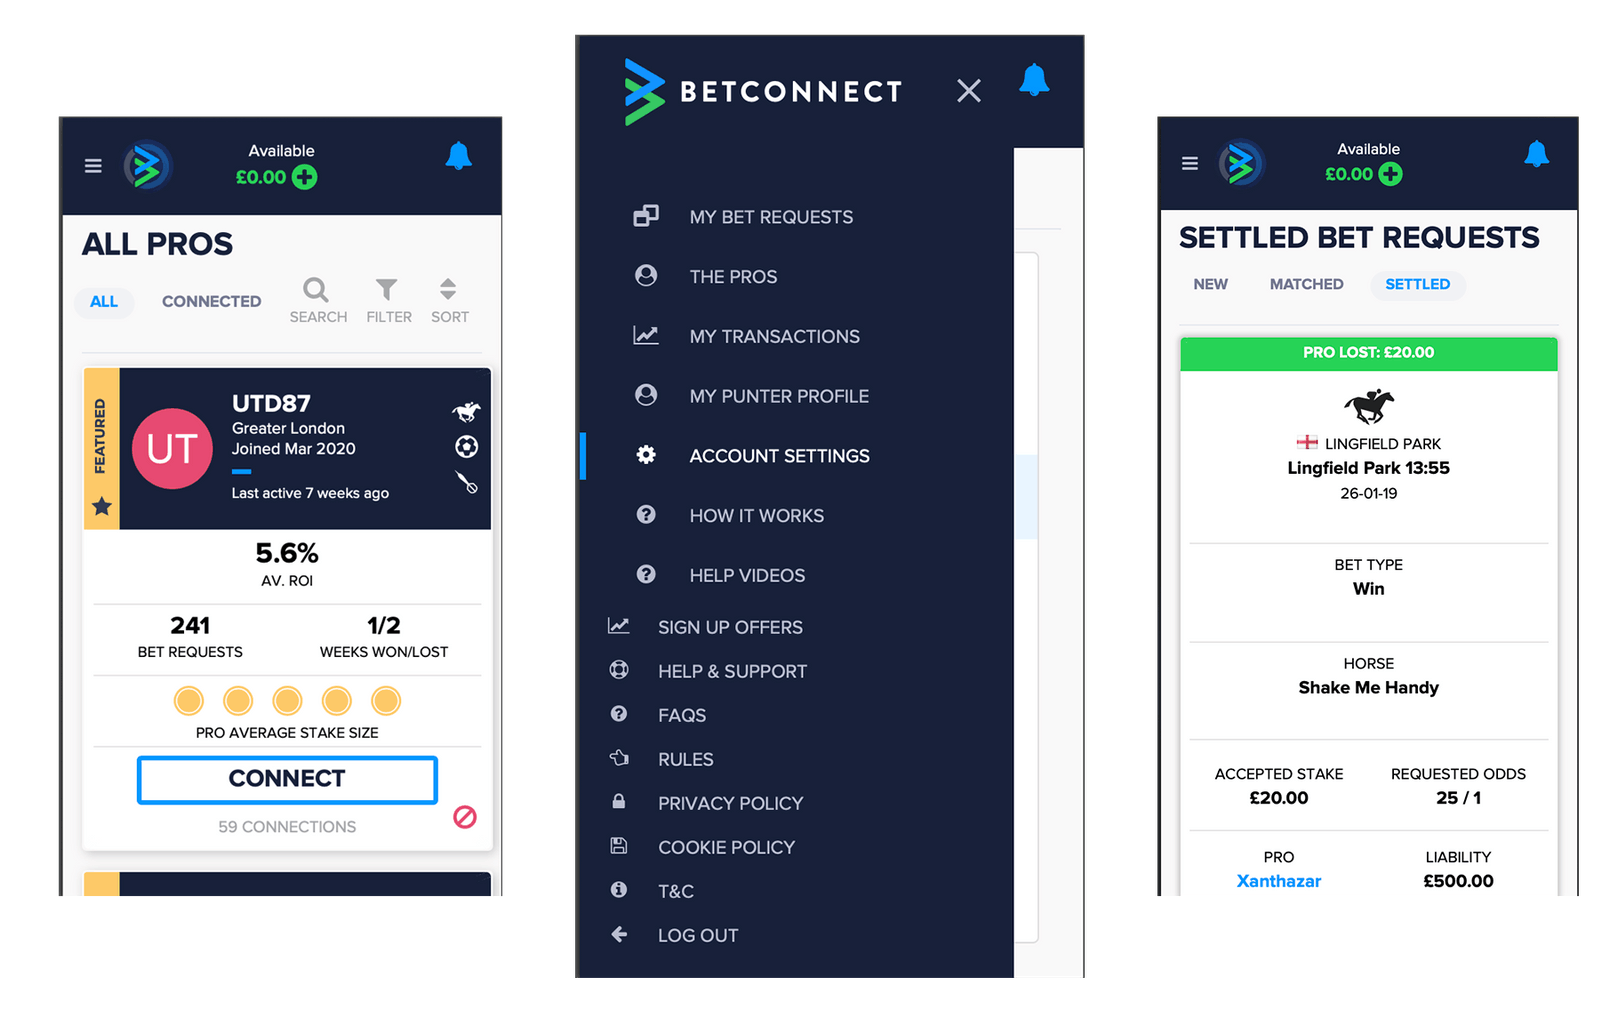 Available
£0.00
ALL PROS
ALL CONNECTED SEARCH FILTER SORT
FEATURED
UT
UTD87
Greater London
Joined Mar 2020
Last active 7 weeks ago
5.6%
AV. ROI
241 1/2
BET REQUESTS WEEKS WON/LOST
PRO AVERAGE STAKE SIZE
CONNECT
59 CONNECTIONS
BETCONNECT
MY BET REQUESTS
THE PROS
MY TRANSACTIONS
MY PUNTER PROFILE
ACCOUNT SETTINGS
HOW IT WORKS
HELP VIDEOS
SIGN UP OFFERS
HELP & SUPPORT
FAQS
RULES
PRIVACY POLICY
COOKIE POLICY
T&C
LOG OUT
Available
£0.00
SETTLED BET REQUESTS
NEW MATCHED SETTLED
PRO LOST: £20.00
LINGFIELD PARK
Lingfield Park 13:55
26-01-19
BET TYPE
Win
HORSE
Shake Me Handy
ACCEPTED STAKE REQUESTED ODDS
£20.00 25 / 1
PRO LIABILITY
Xanthazar £500.00